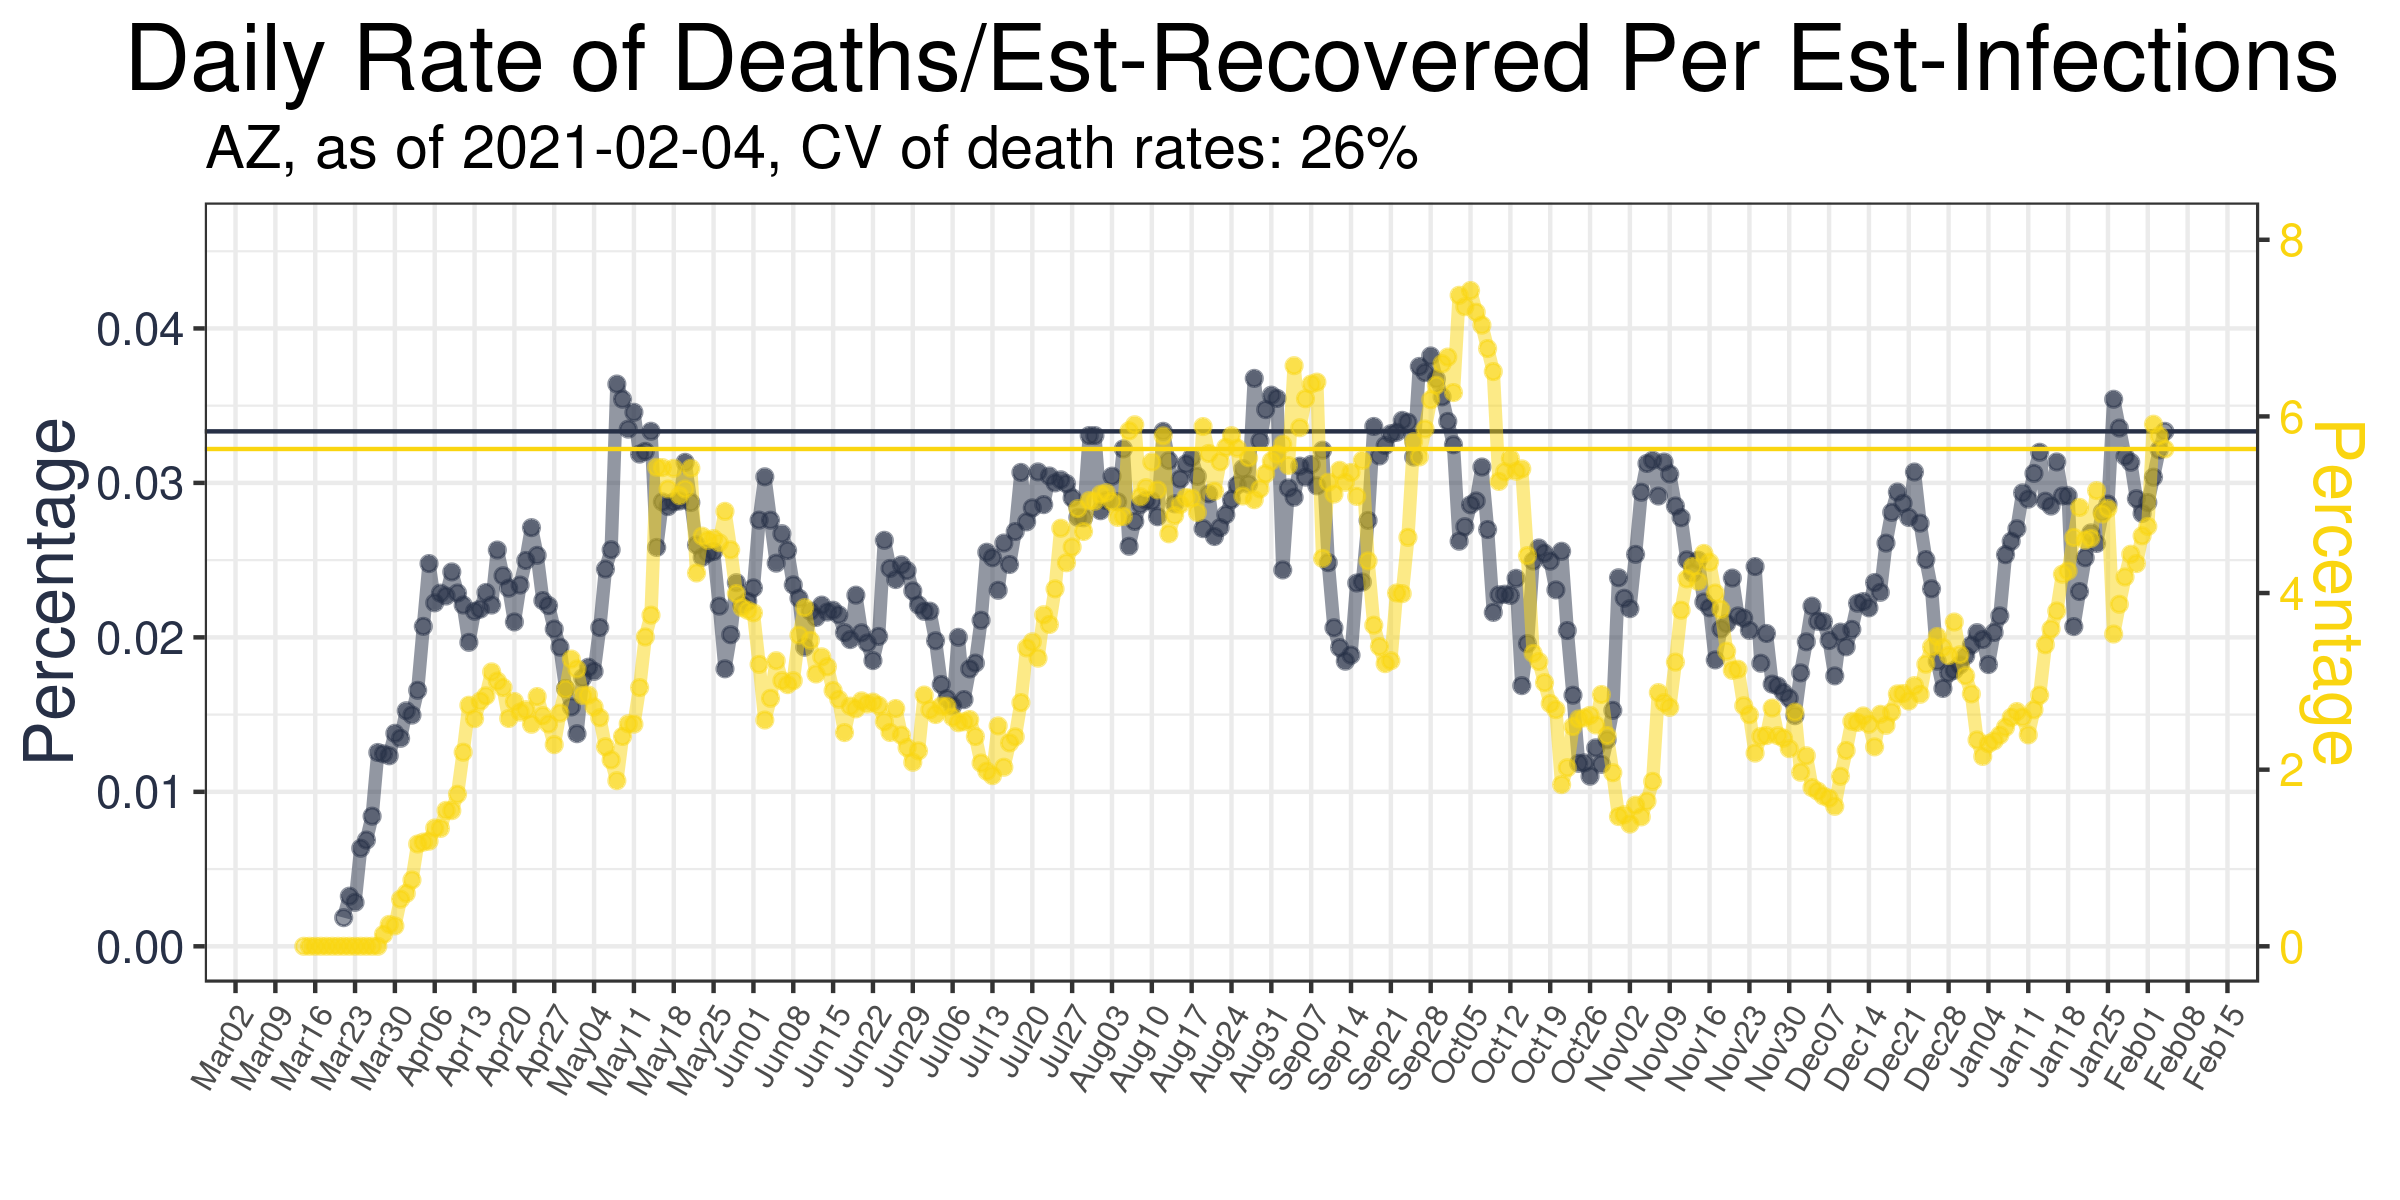 Daily Rate of Deaths/Est-Recovered Per Est-Infections
AZ, as of 2021-02-04, CV of death rates: 26%
Percentage
0.04
0.03
0.02
0.01
0.00
8
6
4
2
0
Percentage
Mar02
Mar09
Mar16
Mar23
Mar30
Apr06
Apr13
Apr20
Apr27
May04
May11
May18
May25
Jun01
Jun08
Jun15
Jun22
Jun29
Jul06
Jul13
Jul20
Jul27
Aug03
Aug10
Aug17
Aug24
Aug31
Sep07
Sep14
Sep21
Sep28
Oct05
Oct12
Oct19
Oct26
Nov02
Nov09
Nov16
Nov23
Nov30
Dec07
Dec14
Dec21
Dec28
Jan04
Jan11
Jan18
Jan25
Feb01
Feb08
Feb15